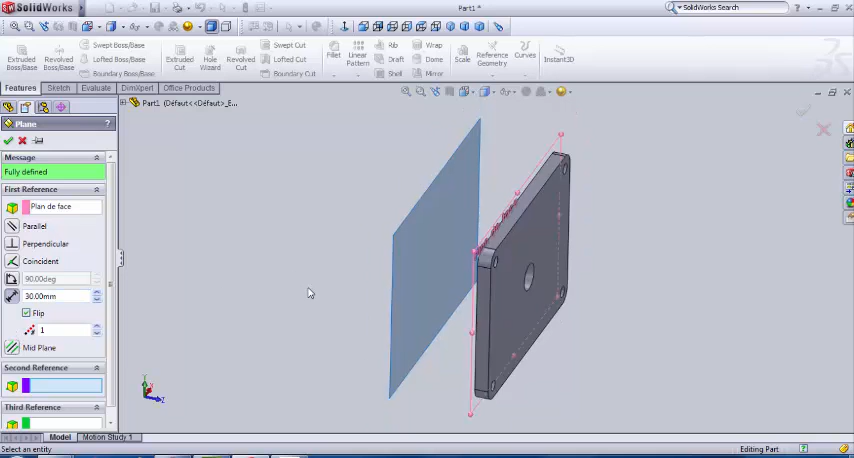 SolidWorks
Part1 *
SolidWorks Search
Extruded Boss/Base
Revolved Boss/Base
Swept Boss/Base
Lofted Boss/Base
Boundary Boss/Base
Extruded Cut
Hole Wizard
Revolved Cut
Swept Cut
Lofted Cut
Boundary Cut
Fillet
Linear Pattern
Rib
Draft
Shell
Wrap
Dome
Mirror
Scale
Reference Geometry
Curves
Instant3D
Features
Sketch
Evaluate
DimXpert
Office Products
Part1 (Défaut<<Défaut>_E...
Plane
Message
Fully defined
First Reference
Plan de face
Parallel
Perpendicular
Coincident
90.00deg
30.00mm
Flip
1
Mid Plane
Second Reference
Third Reference
Y
X
Z
Model
Motion Study 1
Select an entity
Editing Part